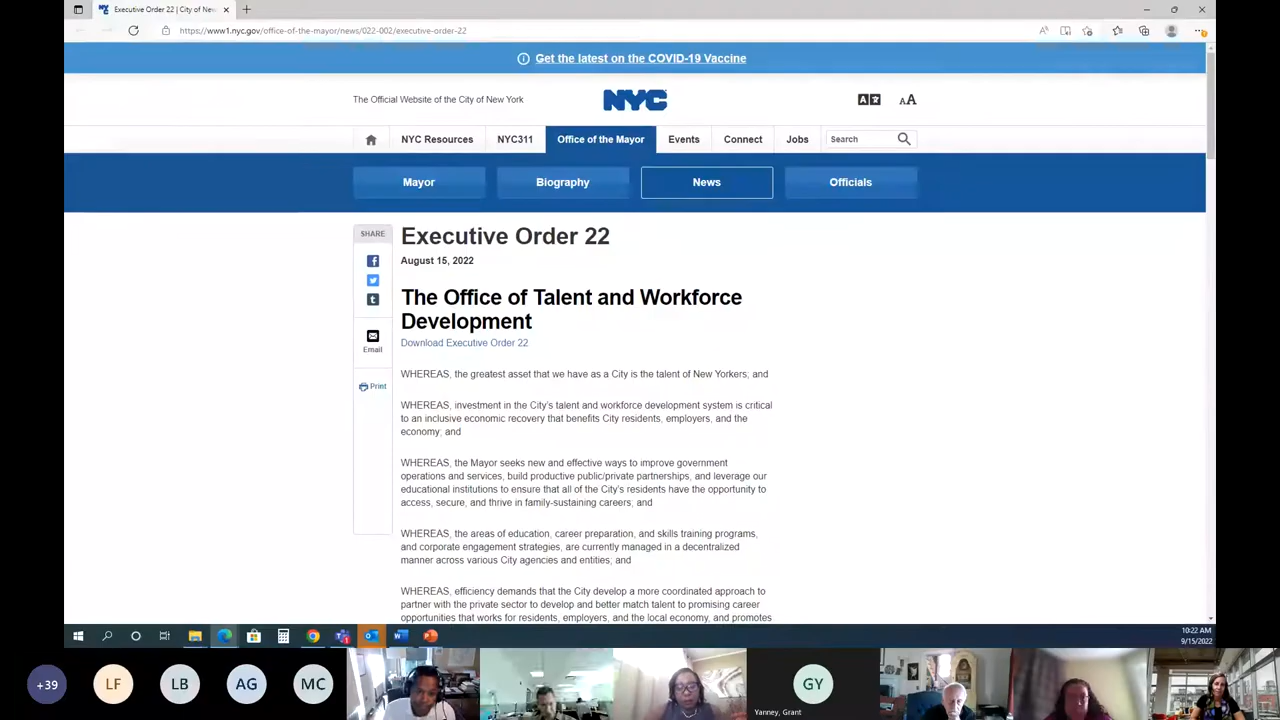 Executive Order 22 | City of New
https://www1.nyc.gov/office-of-the-mayor/news/022-002/executive-order-22
Get the latest on the COVID-19 Vaccine
The Official Website of the City of New York
NYC
NYC Resources
NYC311
Office of the Mayor
Events
Connect
Jobs
Search
Mayor
Biography
News
Officials
SHARE
Email
Print
Executive Order 22
August 15, 2022
The Office of Talent and Workforce
Development
Download Executive Order 22
WHEREAS, the greatest asset that we have as a City is the talent of New Yorkers; and
WHEREAS, investment in the City's talent and workforce development system is critical
to an inclusive economic recovery that benefits City residents, employers, and the
economy; and
WHEREAS, the Mayor seeks new and effective ways to improve government
operations and services, build productive public/private partnerships, and leverage our
educational institutions to ensure that all of the City's residents have the opportunity to
access, secure, and thrive in family-sustaining careers; and
WHEREAS, the areas of education, career preparation, and skills training programs,
and corporate engagement strategies, are currently managed in a decentralized
manner across various City agencies and entities; and
WHEREAS, efficiency demands that the City develop a more coordinated approach to
partner with the private sector to develop and better match talent to promising career
opportunities that works for residents, employers, and the local economy, and promotes
10:22 AM
9/15/2022
+39
LF
LB
AG
MC
GY
Yanney, Grant